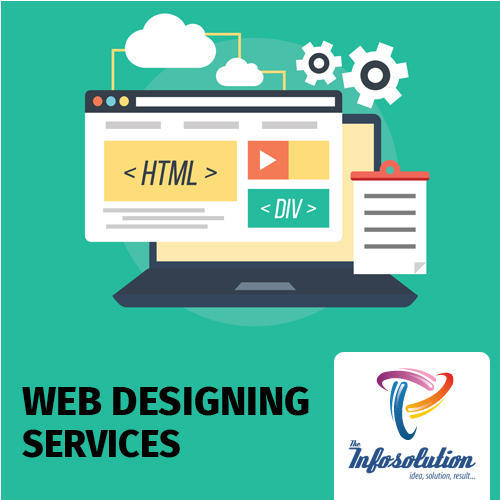 < HTML >
< DIV >
WEB DESIGNING
SERVICES
The
Infosolution
idea, solution, result...